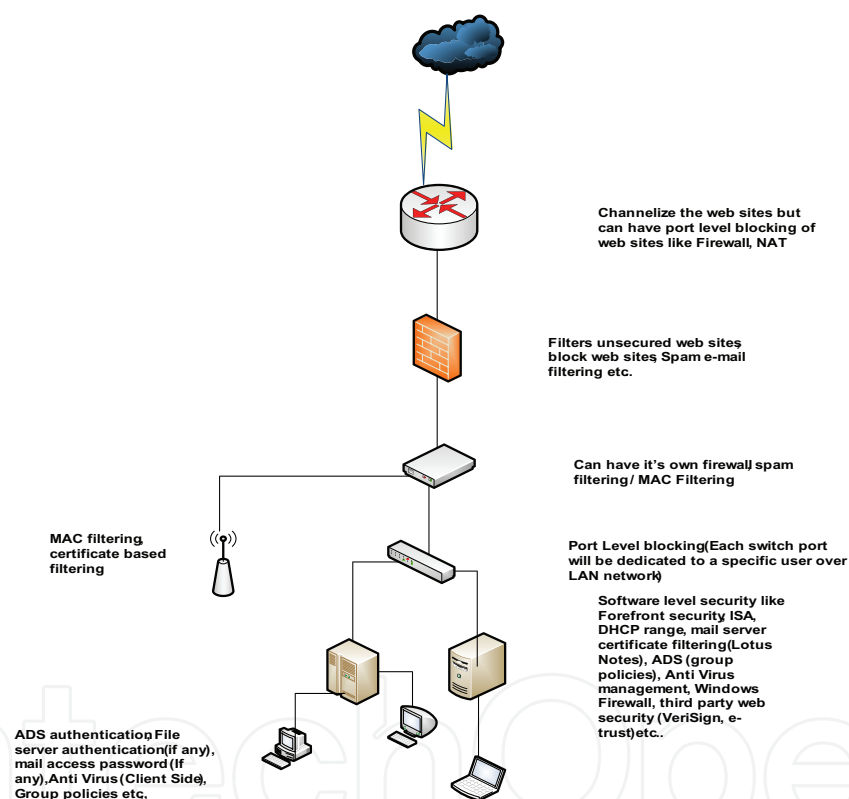 Channelize the web sites but
can have port level blocking of
web sites like Firewall, NAT
Filters unsecured web sites,
block web sites, Spam e-mail
filtering etc.
Can have it's own firewall, spam
filtering/ MAC Filtering
MAC filtering,
certificate based
filtering
Port Level blocking(Each switch port
will be dedicated to a specific user over
LAN network)
Software level security like
Forefront security, ISA,
DHCP range, mail server
certificate filtering(Lotus
Notes), ADS (group
policies), Anti Virus
management, Windows
Firewall, third party web
security (VeriSign, e-
trust)etc..
ADS authentication, File
server authentication(if any),
mail access password (If
any),Anti Virus (Client Side),
Group policies etc,